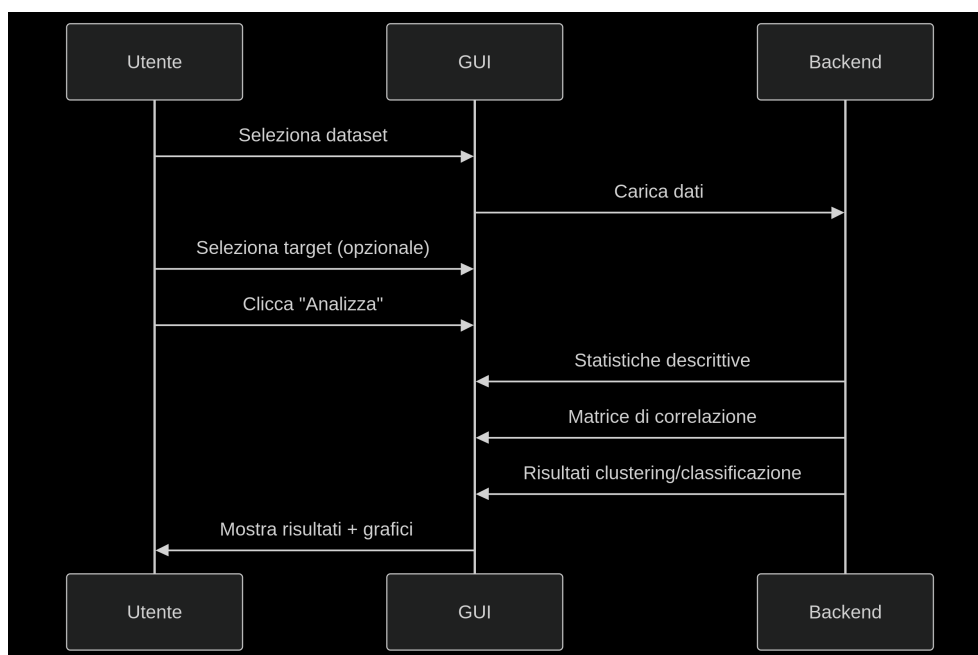 Utente
GUI
Backend
Seleziona dataset
Carica dati
Seleziona target (opzionale)
Clicca "Analizza"
Statistiche descrittive
Matrice di correlazione
Risultati clustering/classificazione
Mostra risultati + grafici
Utente
GUI
Backend